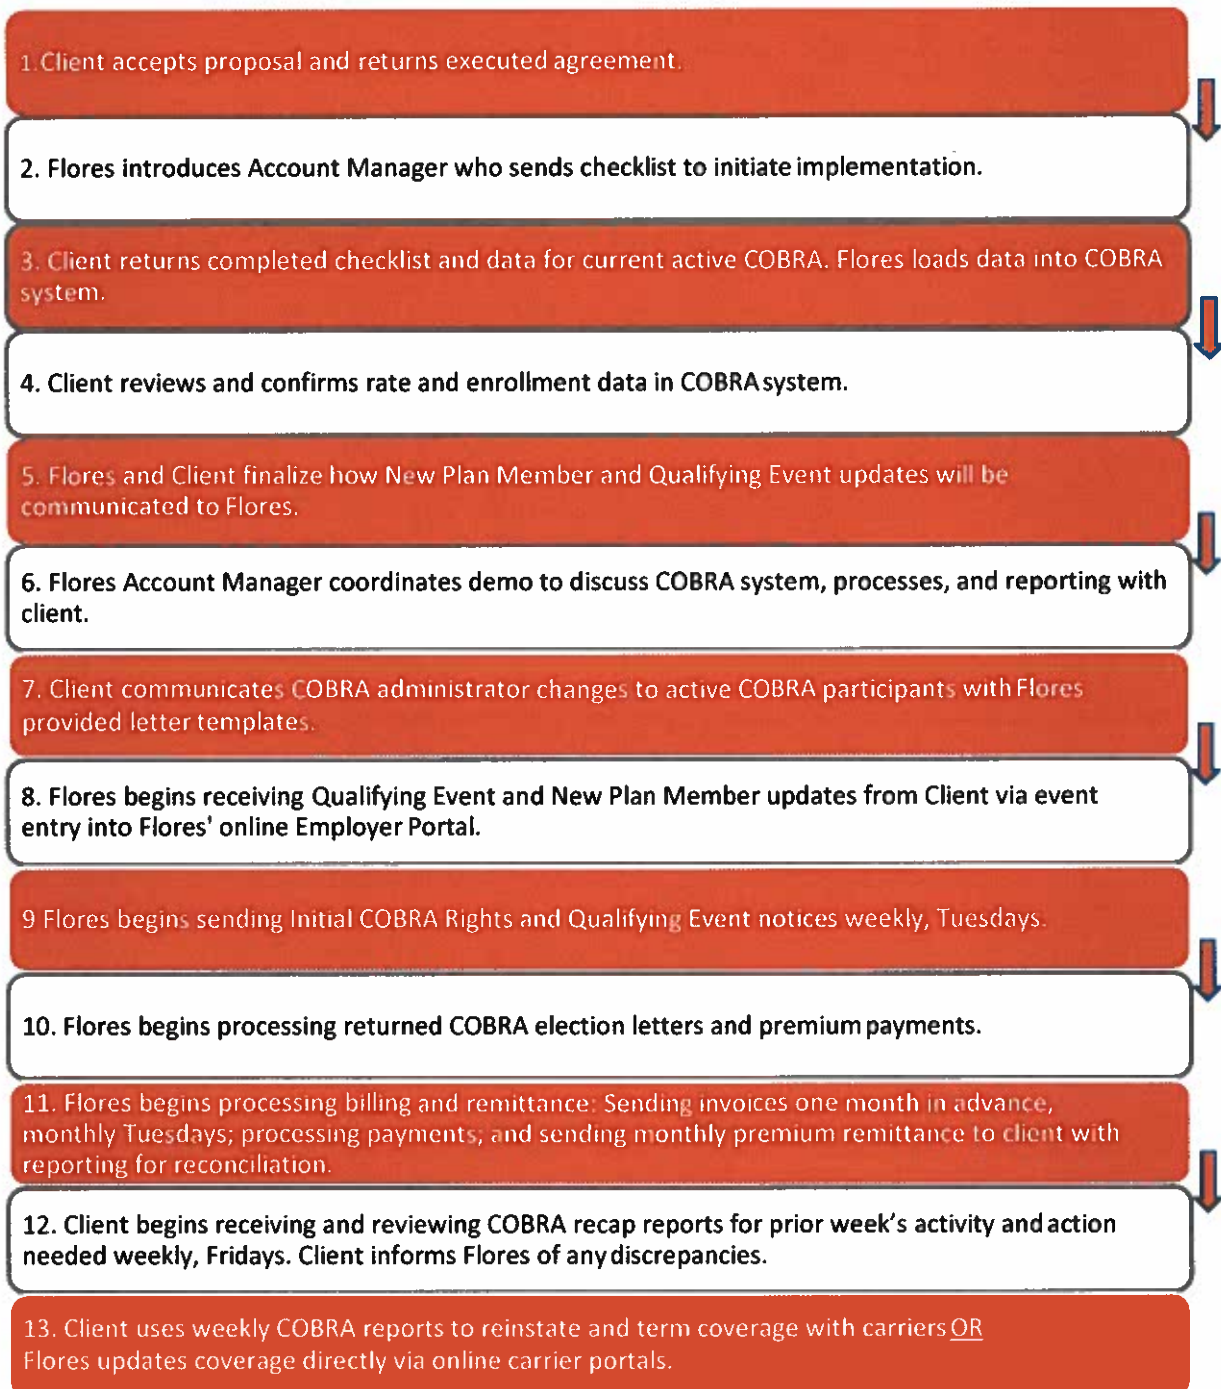 1.Client accepts proposal and returns executed agreement.
2. Flores introduces Account Manager who sends checklist to initiate implementation.
3. Client returns completed checklist and data for current active COBRA. Flores loads data into COBRA
system.
4. Client reviews and confirms rate and enrollment data in COBRA system.
5. Flores and Client finalize how New Plan Member and Qualifying Event updates will be
communicated to Flores.
6. Flores Account Manager coordinates demo to discuss COBRA system, processes, and reporting with
client.
7. Client communicates COBRA administrator changes to active COBRA participants with Flores
provided letter templates.
8. Flores begins receiving Qualifying Event and New Plan Member updates from Client via event
entry into Flores' online Employer Portal.
9 Flores begins sending Initial COBRA Rights and Qualifying Event notices weekly, Tuesdays.
10. Flores begins processing returned COBRA election letters and premium payments.
11. Flores begins processing billing and remittance: Sending invoices one month in advance,
monthly Tuesdays; processing payments; and sending monthly premium remittance to client with
reporting for reconciliation.
12. Client begins receiving and reviewing COBRA recap reports for prior week's activity and action
needed weekly, Fridays. Client informs Flores of any discrepancies.
13. Client uses weekly COBRA reports to reinstate and term coverage with carriers OR
Flores updates coverage directly via online carrier portals.